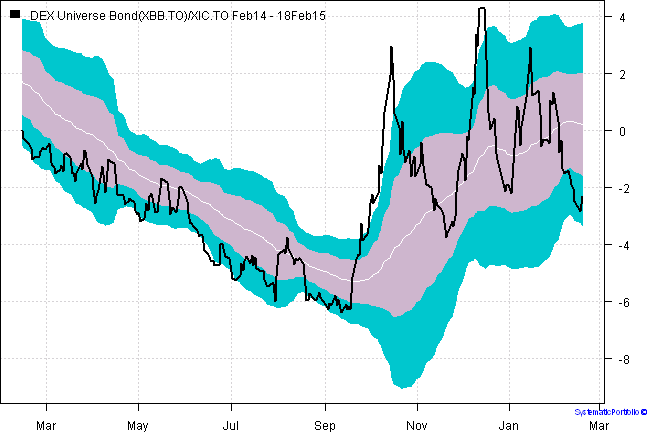 DEX Universe Bond(XBB.TO)/XIC.TO Feb14 - 18Feb15
4
2
0
-2
-4
-6
-8
SystematicPortfolio ©
Mar May Jul Sep Nov Jan Mar